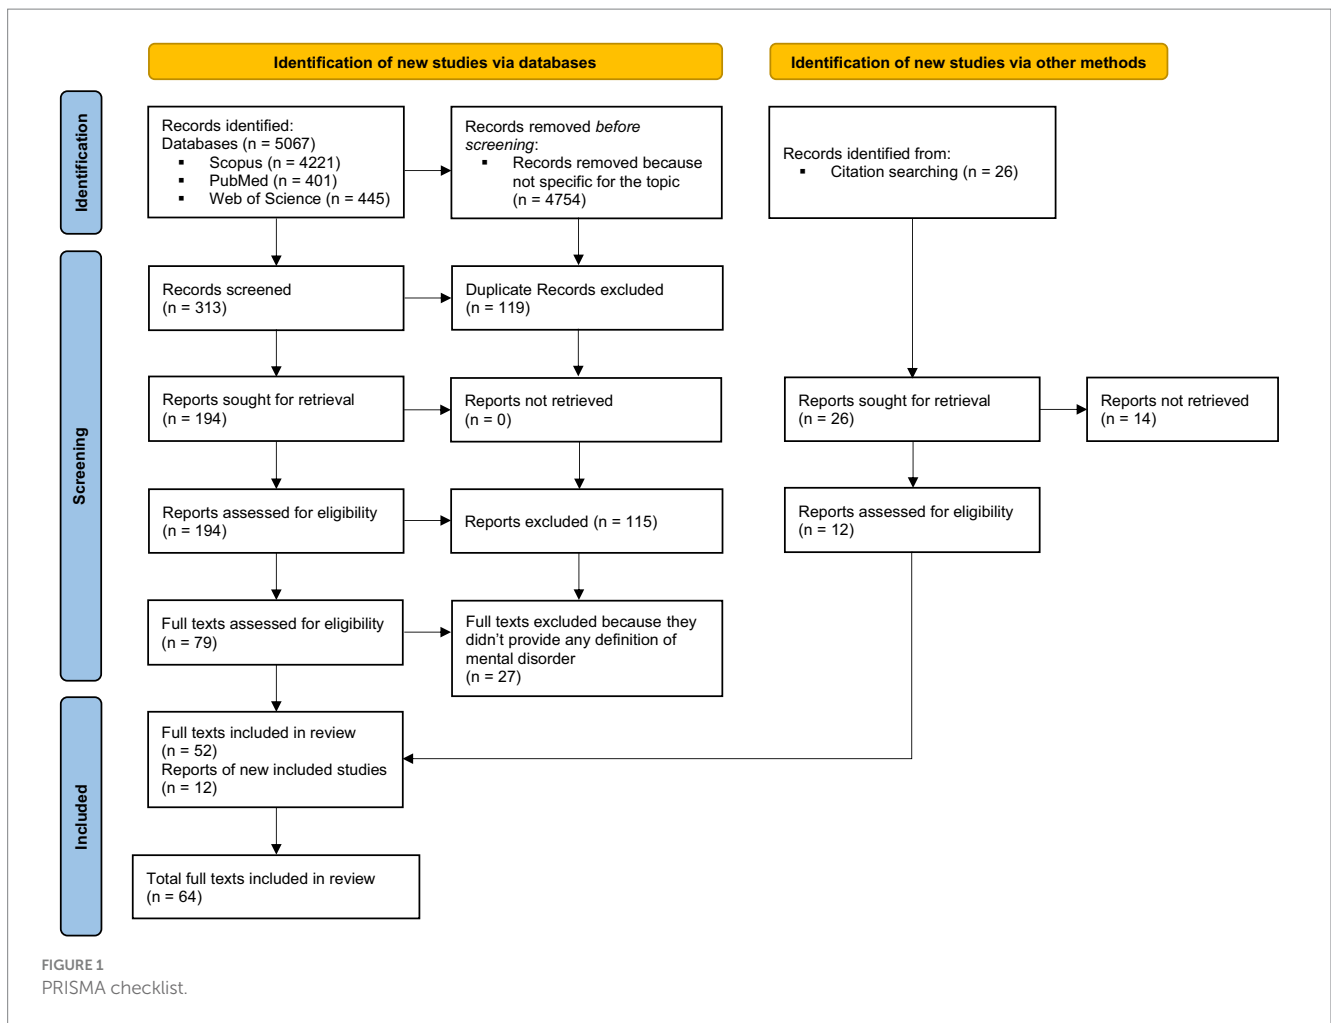 Identification of new studies via databases
Identification of new studies via other methods
Identification
Records identified:
Databases (n = 5067)
▪ Scopus (n = 4221)
▪ PubMed (n = 401)
▪ Web of Science (n = 445)
Records removed before
screening:
▪ Records removed because
not specific for the topic
(n = 4754)
Records identified from:
▪ Citation searching (n = 26)
Screening
Records screened
(n = 313)
Duplicate Records excluded
(n = 119)
Reports sought for retrieval
(n = 194)
Reports not retrieved
(n = 0)
Reports sought for retrieval
(n = 26)
Reports not retrieved
(n = 14)
Reports assessed for eligibility
(n = 194)
Reports excluded (n = 115)
Reports assessed for eligibility
(n = 12)
Full texts assessed for eligibility
(n = 79)
Full texts excluded because they
didn't provide any definition of
mental disorder
(n = 27)
Included
Full texts included in review
(n = 52)
Reports of new included studies
(n = 12)
Total full texts included in review
(n = 64)
FIGURE 1
PRISMA checklist.